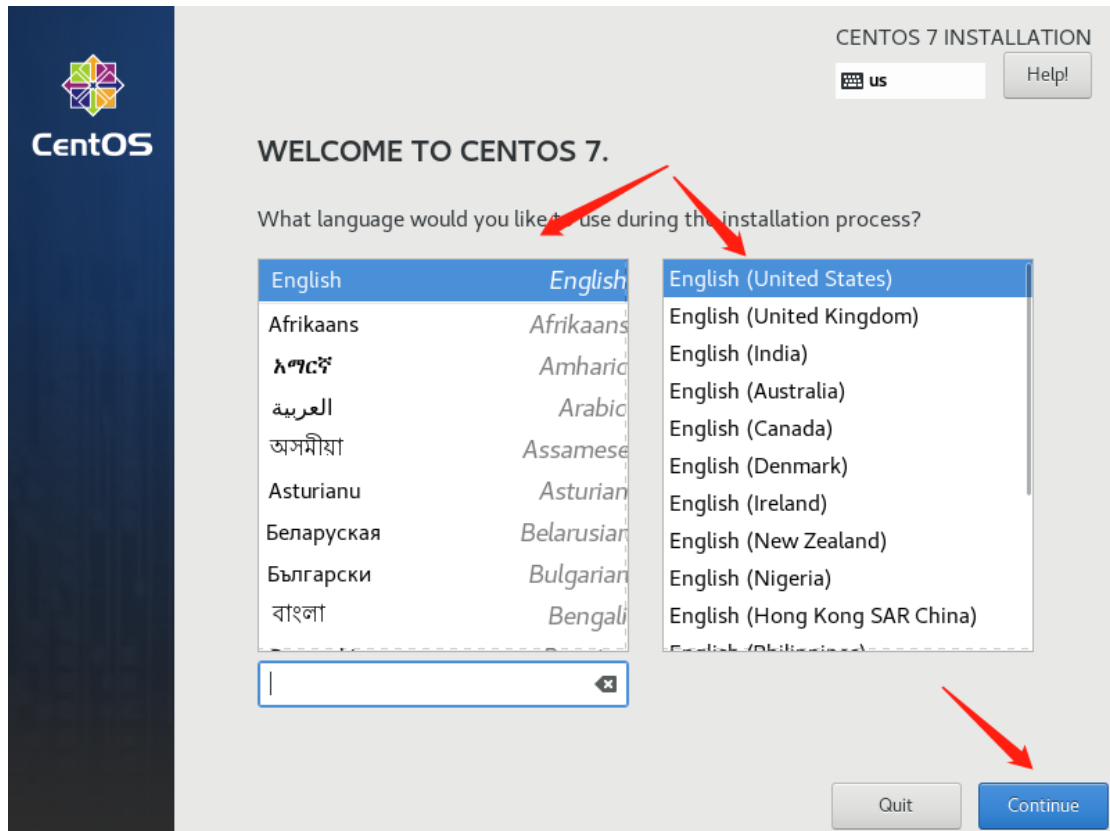 CENTOS 7 INSTALLATION
us
Help!
CentOS
WELCOME TO CENTOS 7.
What language would you like to use during the installation process?
English English
Afrikaans Afrikaans
አማርኛ Amharic
العربية Arabic
অসমীয়া Assamese
Asturianu Asturian
Беларуская Belarusian
Български Bulgarian
বাংলা Bengali
English (United States)
English (United Kingdom)
English (India)
English (Australia)
English (Canada)
English (Denmark)
English (Ireland)
English (New Zealand)
English (Nigeria)
English (Hong Kong SAR China)
English (Philippines)
Quit
Continue